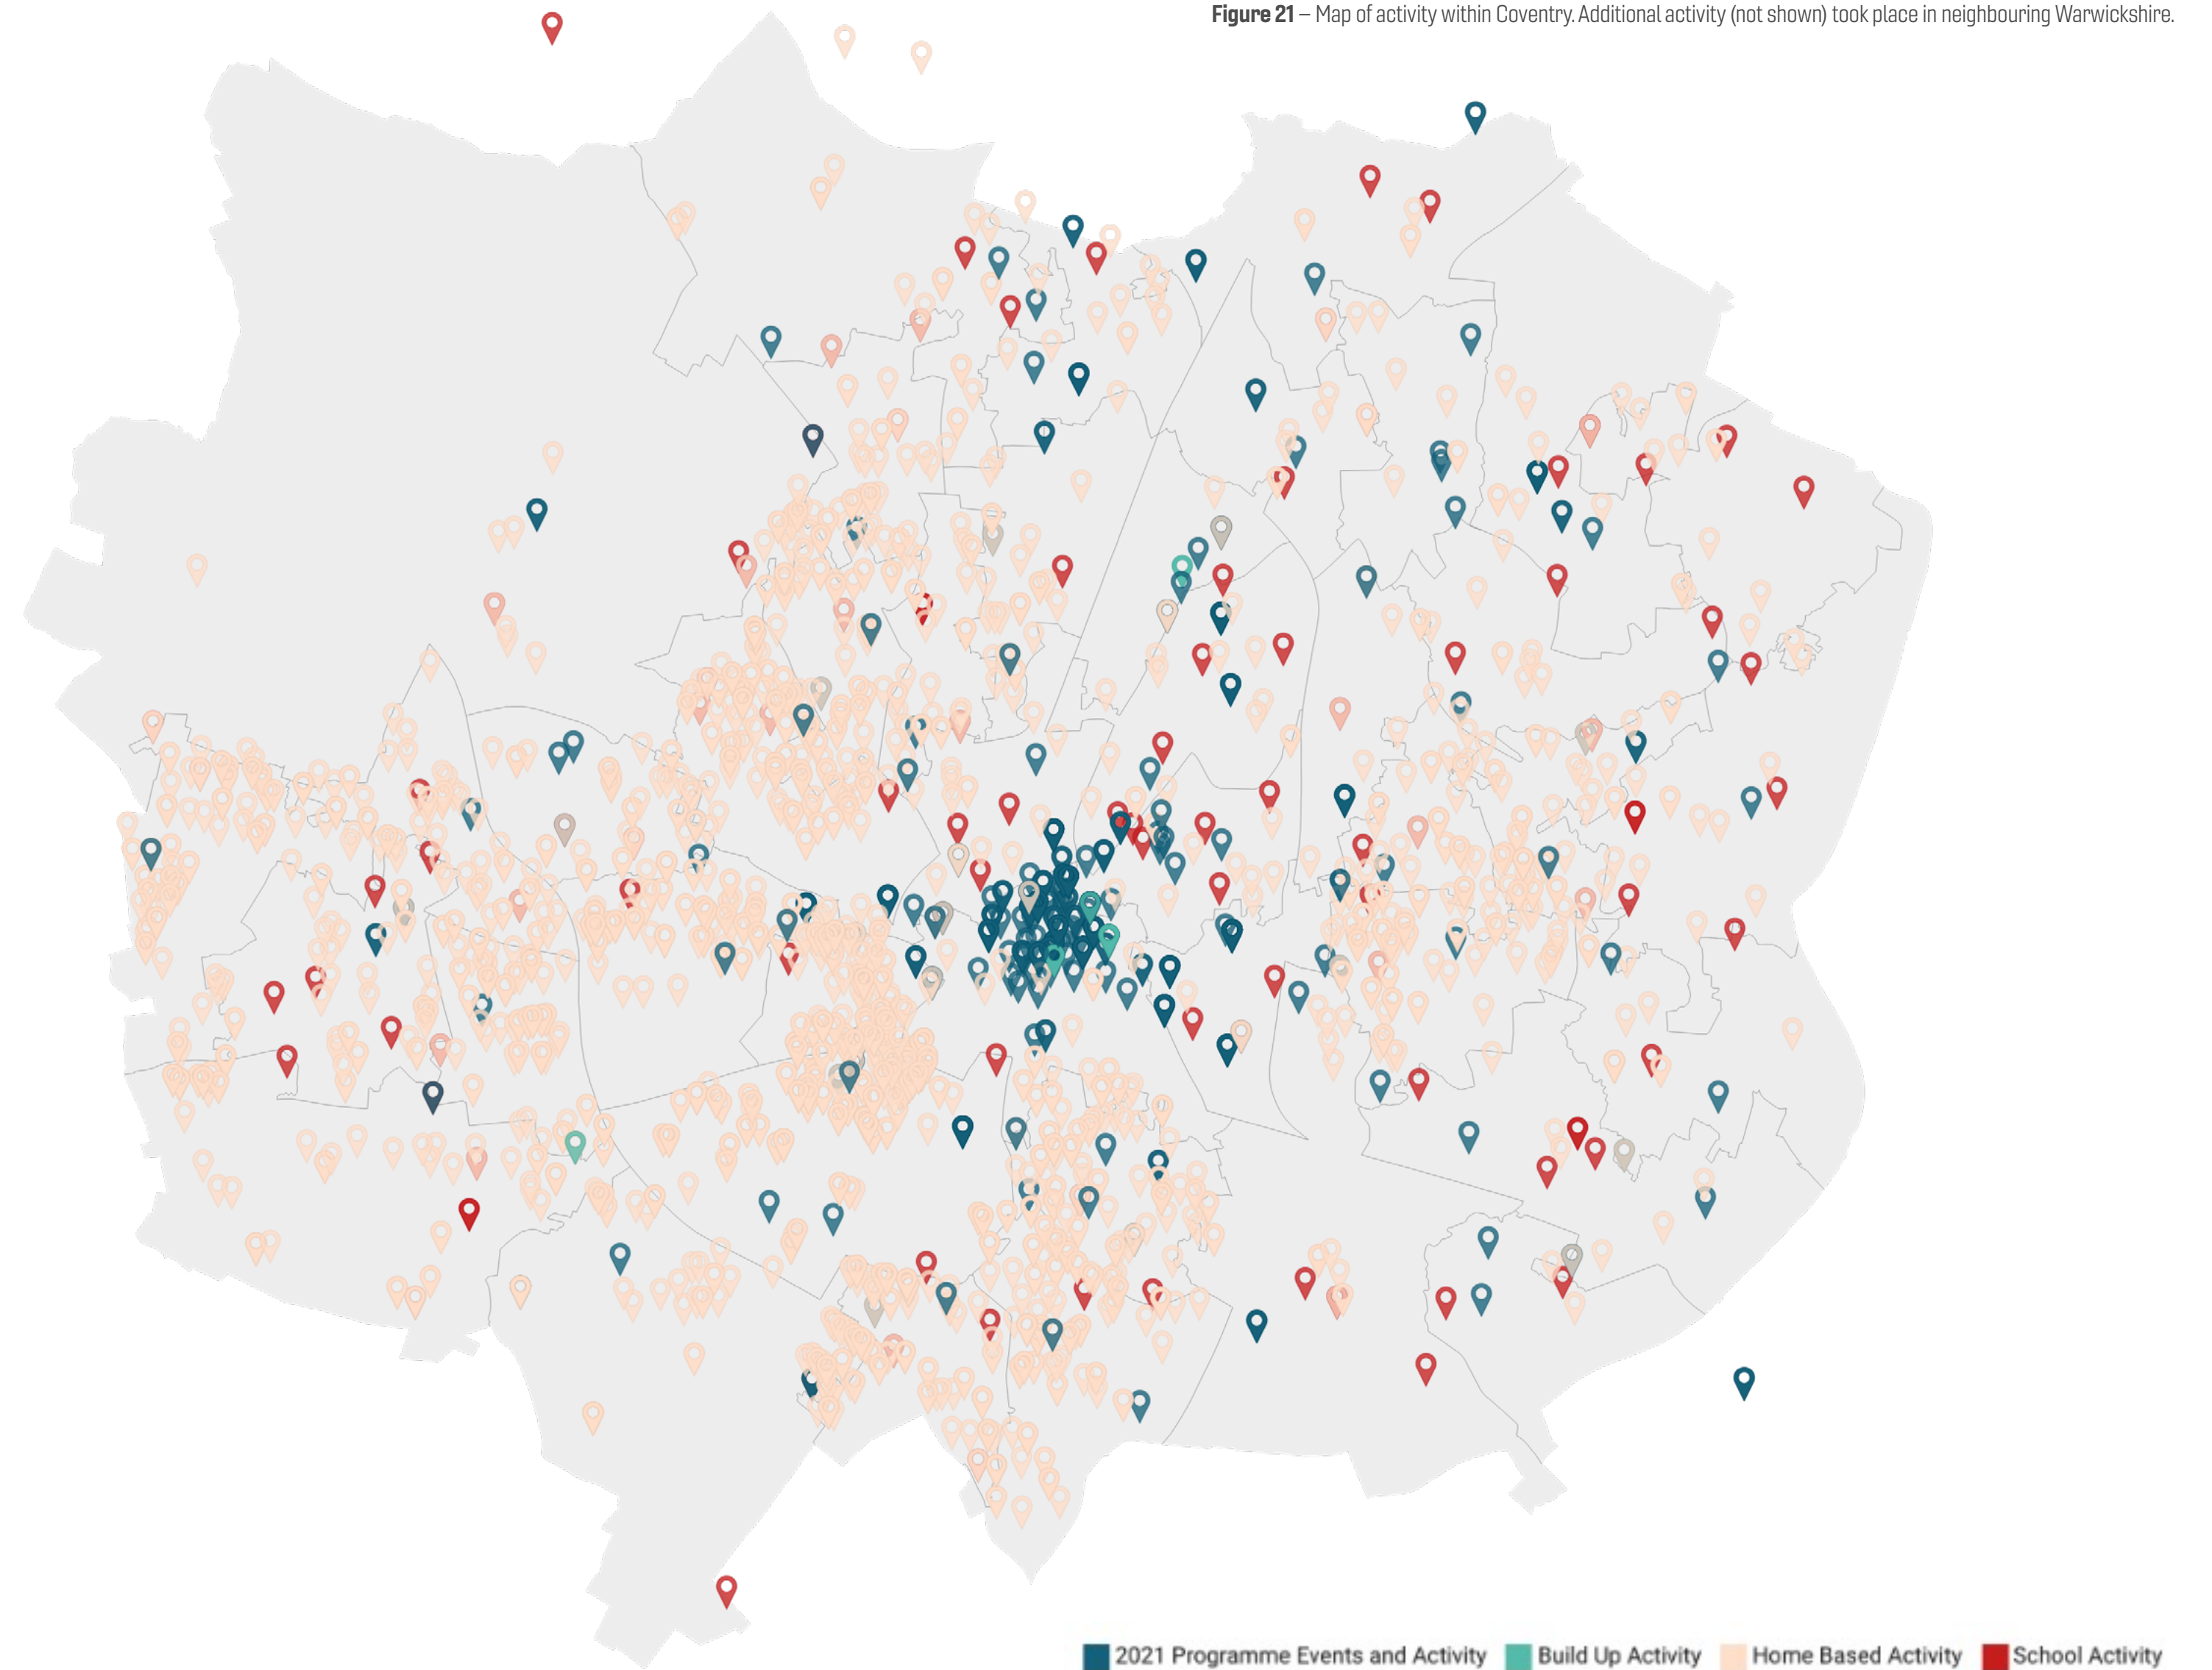 Figure 21 – Map of activity within Coventry. Additional activity (not shown) took place in neighbouring Warwickshire.
2021 Programme Events and Activity Build Up Activity Home Based Activity School Activity